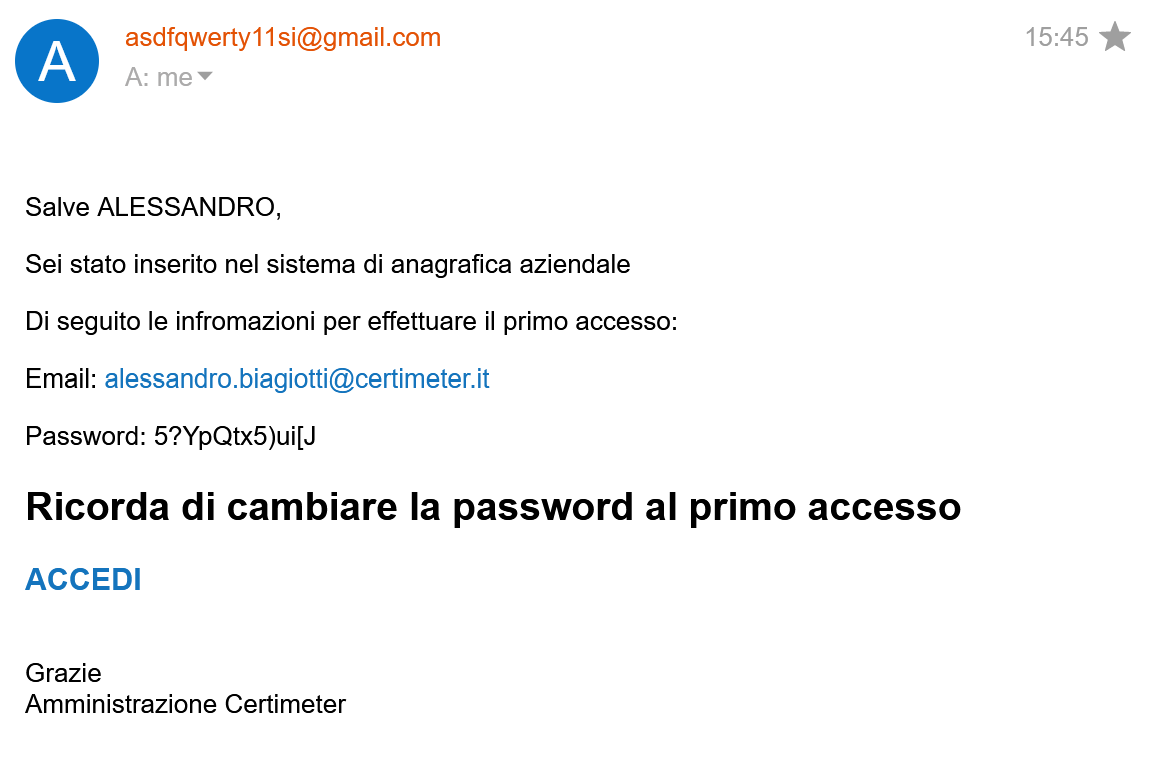 A
asdfqwerty11si@gmail.com
15:45
A: me
Salve ALESSANDRO,
Sei stato inserito nel sistema di anagrafica aziendale
Di seguito le infromazioni per effettuare il primo accesso:
Email: alessandro.biagiotti@certimeter.it
Password: 5?YpQtx5)ui[J
Ricorda di cambiare la password al primo accesso
ACCEDI
Grazie
Amministrazione Certimeter